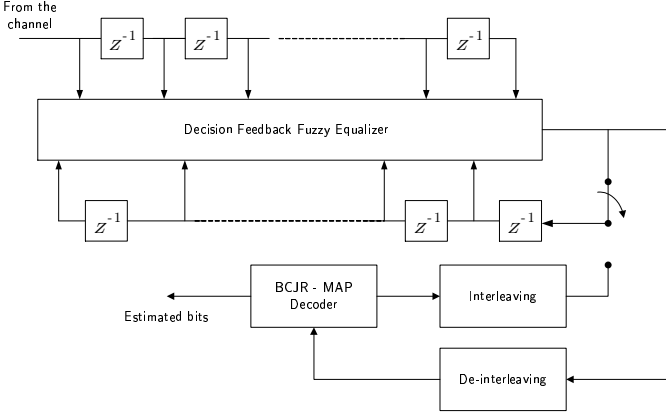 From the
channel
Z⁻¹
Z⁻¹
Z⁻¹
Decision Feedback Fuzzy Equalizer
Z⁻¹
Z⁻¹
Z⁻¹
BCJR - MAP
Decoder
Interleaving
Estimated bits
De-interleaving